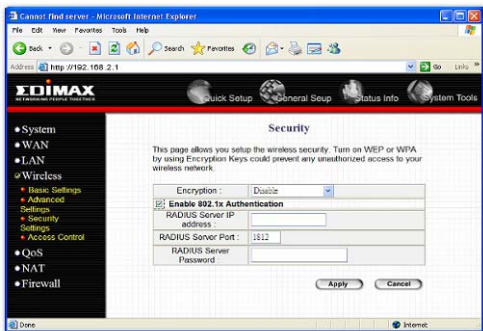 Cannot find server - Microsoft Internet Explorer
File Edit View Favorites Tools Help
Back Search Favorites
Address http://192.168.2.1 Go Links
EDIMAX
NETWORKING PEOPLE TOGETHER
Quick Setup General Seup Status Info System Tools
System
WAN
LAN
Wireless
Basic Settings
Advanced
Settings
Security
Settings
Access Control
QoS
NAT
Firewall
Security
This page allows you setup the wireless security. Turn on WEP or WPA
by using Encryption Keys could prevent any unauthorized access to your
wireless network.
Encryption : Disable
Enable 802.1x Authentication
RADIUS Server IP
address :
RADIUS Server Port : 1812
RADIUS Server
Password :
Apply Cancel
Done Internet